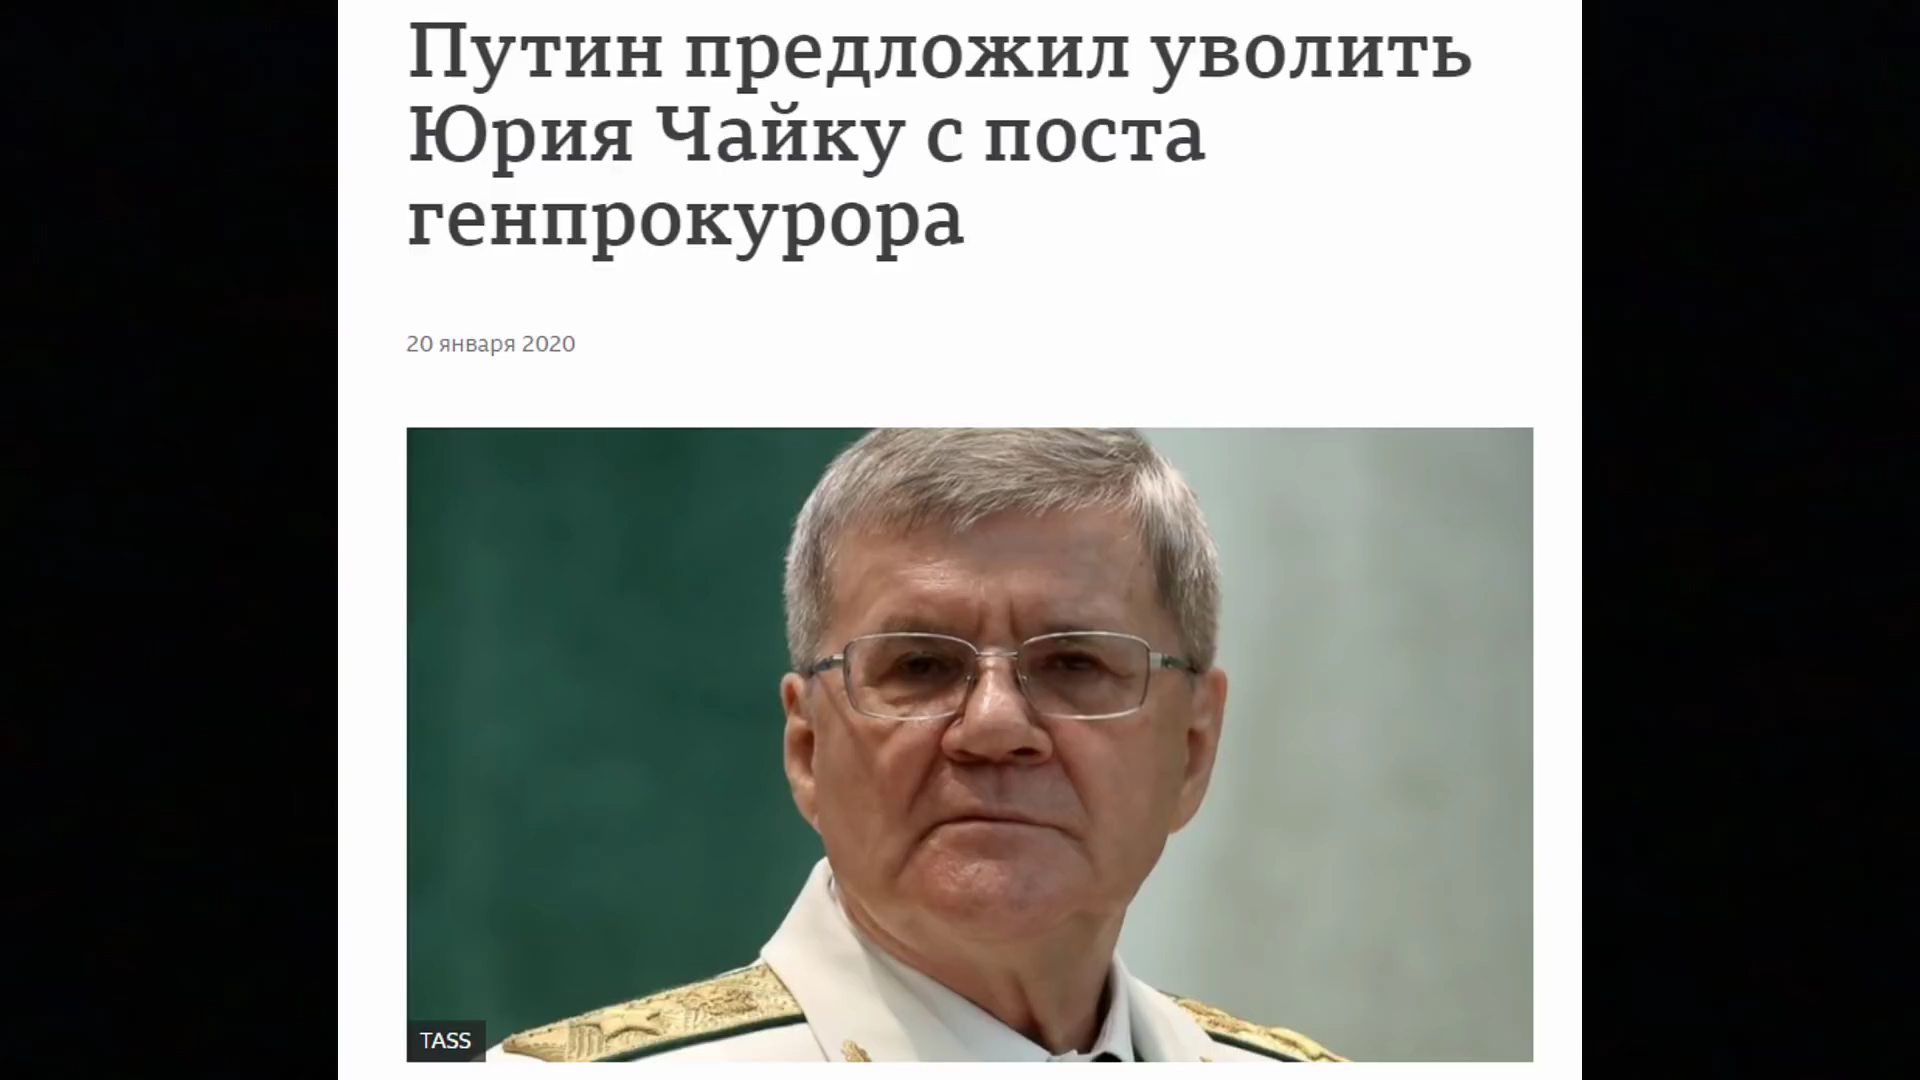 Путин предложил уволить
Юрия Чайку с поста
генпрокурора
20 января 2020
TASS